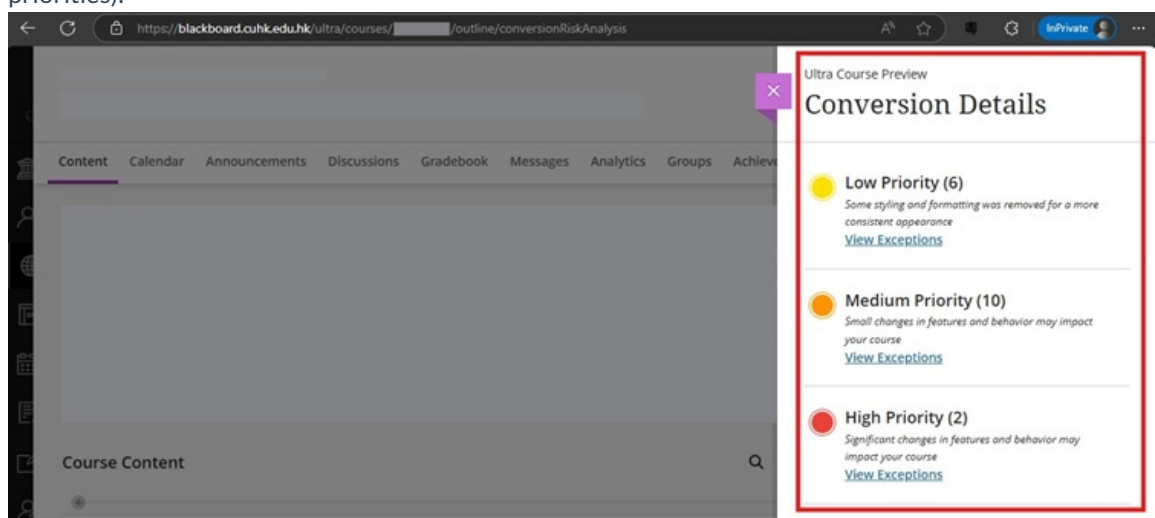 priorities).
https://blackboard.cuhk.edu.hk/ultra/courses/ /outline/conversionRiskAnalysis
InPrivate
Ultra Course Preview
Conversion Details
Content Calendar Announcements Discussions Gradebook Messages Analytics Groups Achieve
Low Priority (6)
Some styling and formatting was removed for a more
consistent appearance
View Exceptions
Medium Priority (10)
Small changes in features and behavior may impact
your course
View Exceptions
High Priority (2)
Significant changes in features and behavior may
impact your course
View Exceptions
Course Content